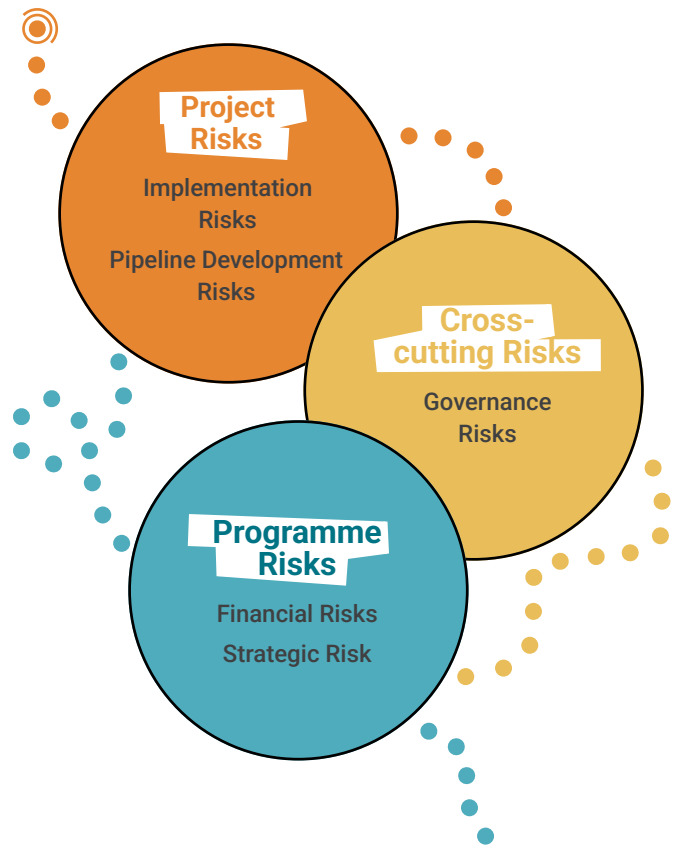 Project
Risks
Implementation
Risks
Pipeline Development
Risks
Cross-
cutting Risks
Governance
Risks
Programme
Risks
Financial Risks
Strategic Risk